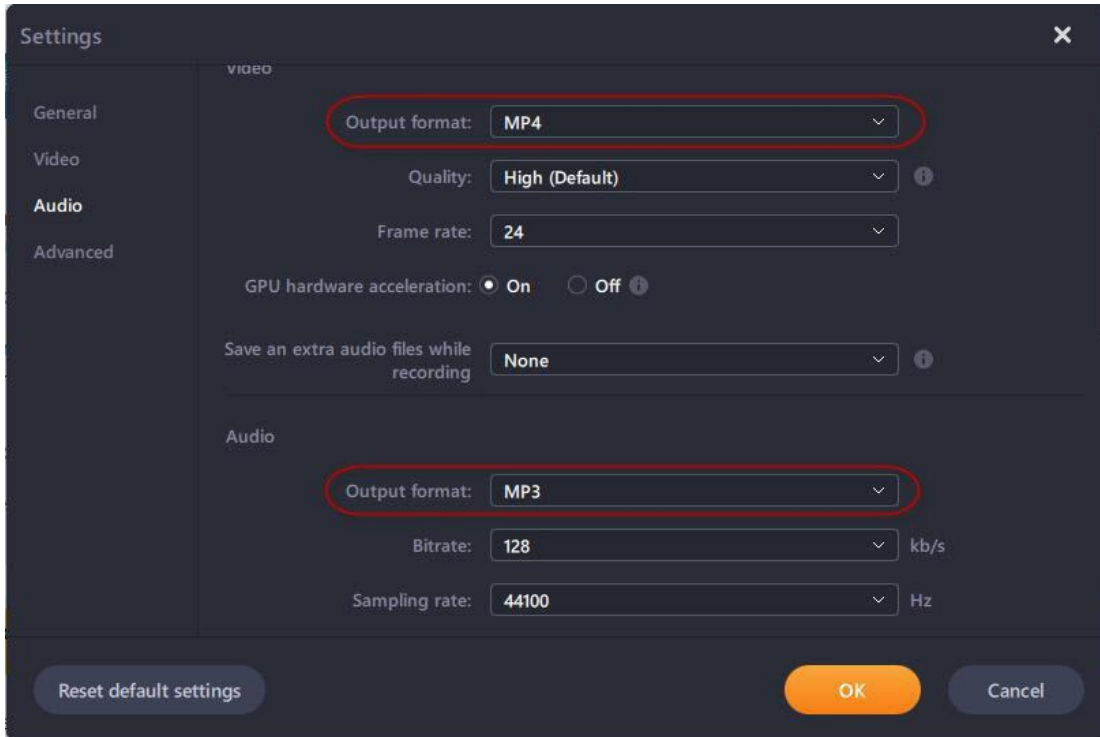 Settings
General
Video
Audio
Advanced
Video
Output format: MP4
Quality: High (Default)
Frame rate: 24
GPU hardware acceleration: On Off
Save an extra audio files while
recording
None
Audio
Output format: MP3
Bitrate: 128 kb/s
Sampling rate: 44100 Hz
Reset default settings
OK
Cancel